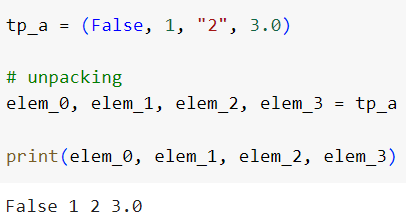 tp_a = (False, 1, "2", 3.0)
# unpacking
elem_0, elem_1, elem_2, elem_3 = tp_a
print(elem_0, elem_1, elem_2, elem_3)
False 1 2 3.0